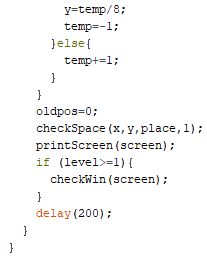 y=temp/8;
temp=-1;
}else{
temp+=1;
}
}
oldpos=0;
checkSpace(x,y,place,1);
printScreen(screen);
if (level>=1){
checkWin(screen);
}
delay(200);
}
}